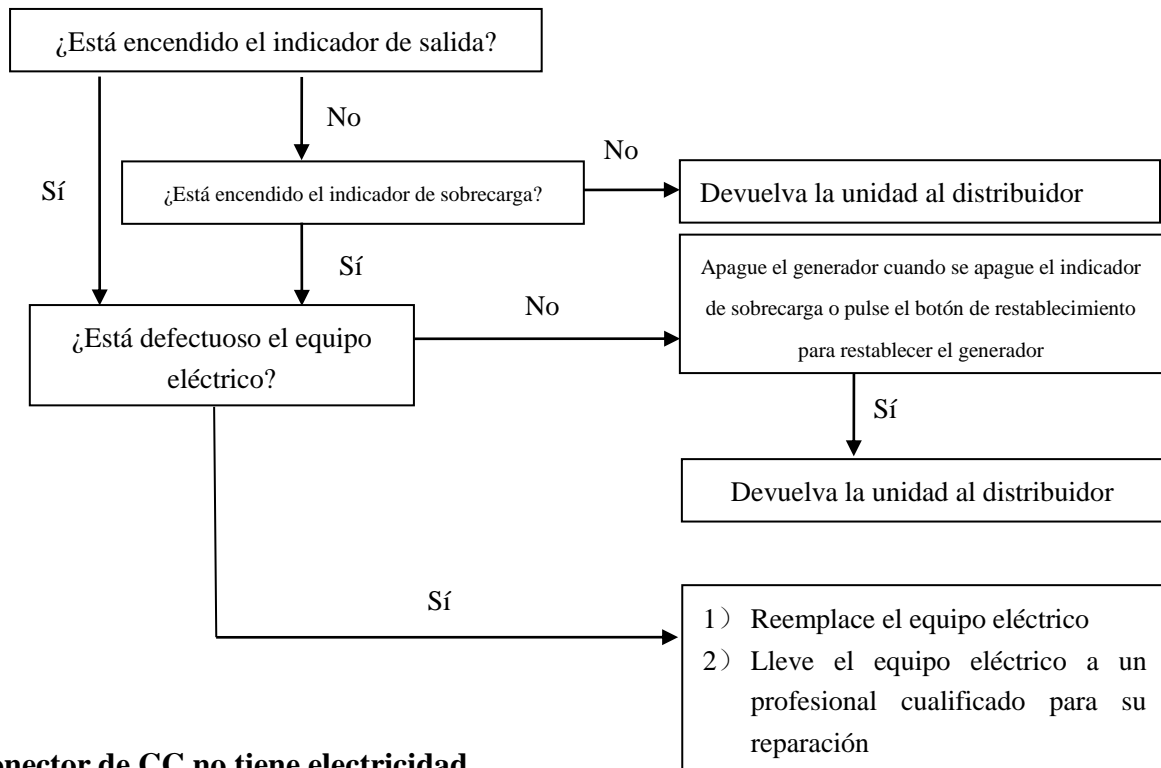 ¿Está encendido el indicador de salida?
No
No
Sí
¿Está encendido el indicador de sobrecarga?
Devuelva la unidad al distribuidor
Sí
Apague el generador cuando se apague el indicador
de sobrecarga o pulse el botón de restablecimiento
para restablecer el generador
No
¿Está defectuoso el equipo
eléctrico?
Sí
Devuelva la unidad al distribuidor
Sí
1） Reemplace el equipo eléctrico
2） Lleve el equipo eléctrico a un
profesional cualificado para su
reparación
de CC no tiene electricidad